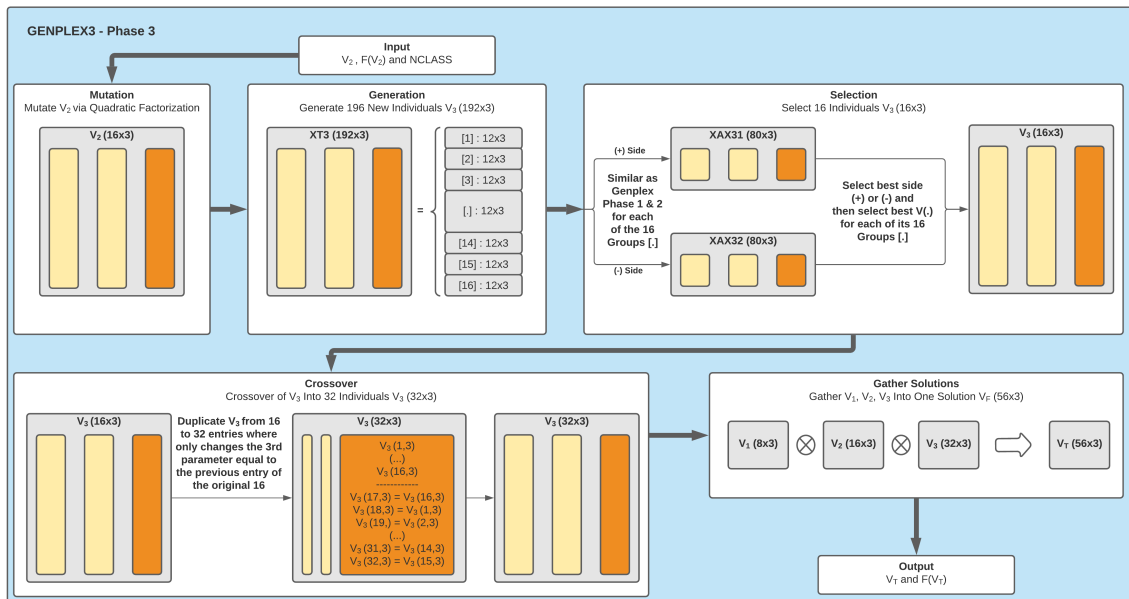 GENPLEX3 - Phase 3
Input
V₂ , F(V₂) and NCLASS
Mutation
Mutate V₂ via Quadratic Factorization
V₂ (16x3)
Generation
Generate 196 New Individuals V₃ (192x3)
XT3 (192x3)
=
[1] : 12x3
[2] : 12x3
[3] : 12x3
[.] : 12x3
[14] : 12x3
[15] : 12x3
[16] : 12x3
Selection
Select 16 Individuals V₃ (16x3)
(+) Side
Similar as
Genplex
Phase 1 & 2
for each
of the 16
Groups [.]
(-) Side
XAX31 (80x3)
XAX32 (80x3)
Select best side
(+) or (-) and
then select best V(.)
for each of its 16
Groups [.]
V₃ (16x3)
Crossover
Crossover of V₃ Into 32 Individuals V₃ (32x3)
V₃ (16x3)
Duplicate V₃ from 16
to 32 entries where
only changes the 3rd
parameter equal to
the previous entry of
the original 16
V₃ (32x3)
V₃ (1,3)
(...)
V₃ (16,3)
------------
V₃ (17,3) = V₃ (16,3)
V₃ (18,3) = V₃ (1,3)
V₃ (19,) = V₃ (2,3)
(...)
V₃ (31,3) = V₃ (14,3)
V₃ (32,3) = V₃ (15,3)
V₃ (32x3)
Gather Solutions
Gather V₁, V₂, V₃ Into One Solution V_F (56x3)
V₁ (8x3)
V₂ (16x3)
V₃ (32x3)
V_T (56x3)
Output
V_T and F(V_T)